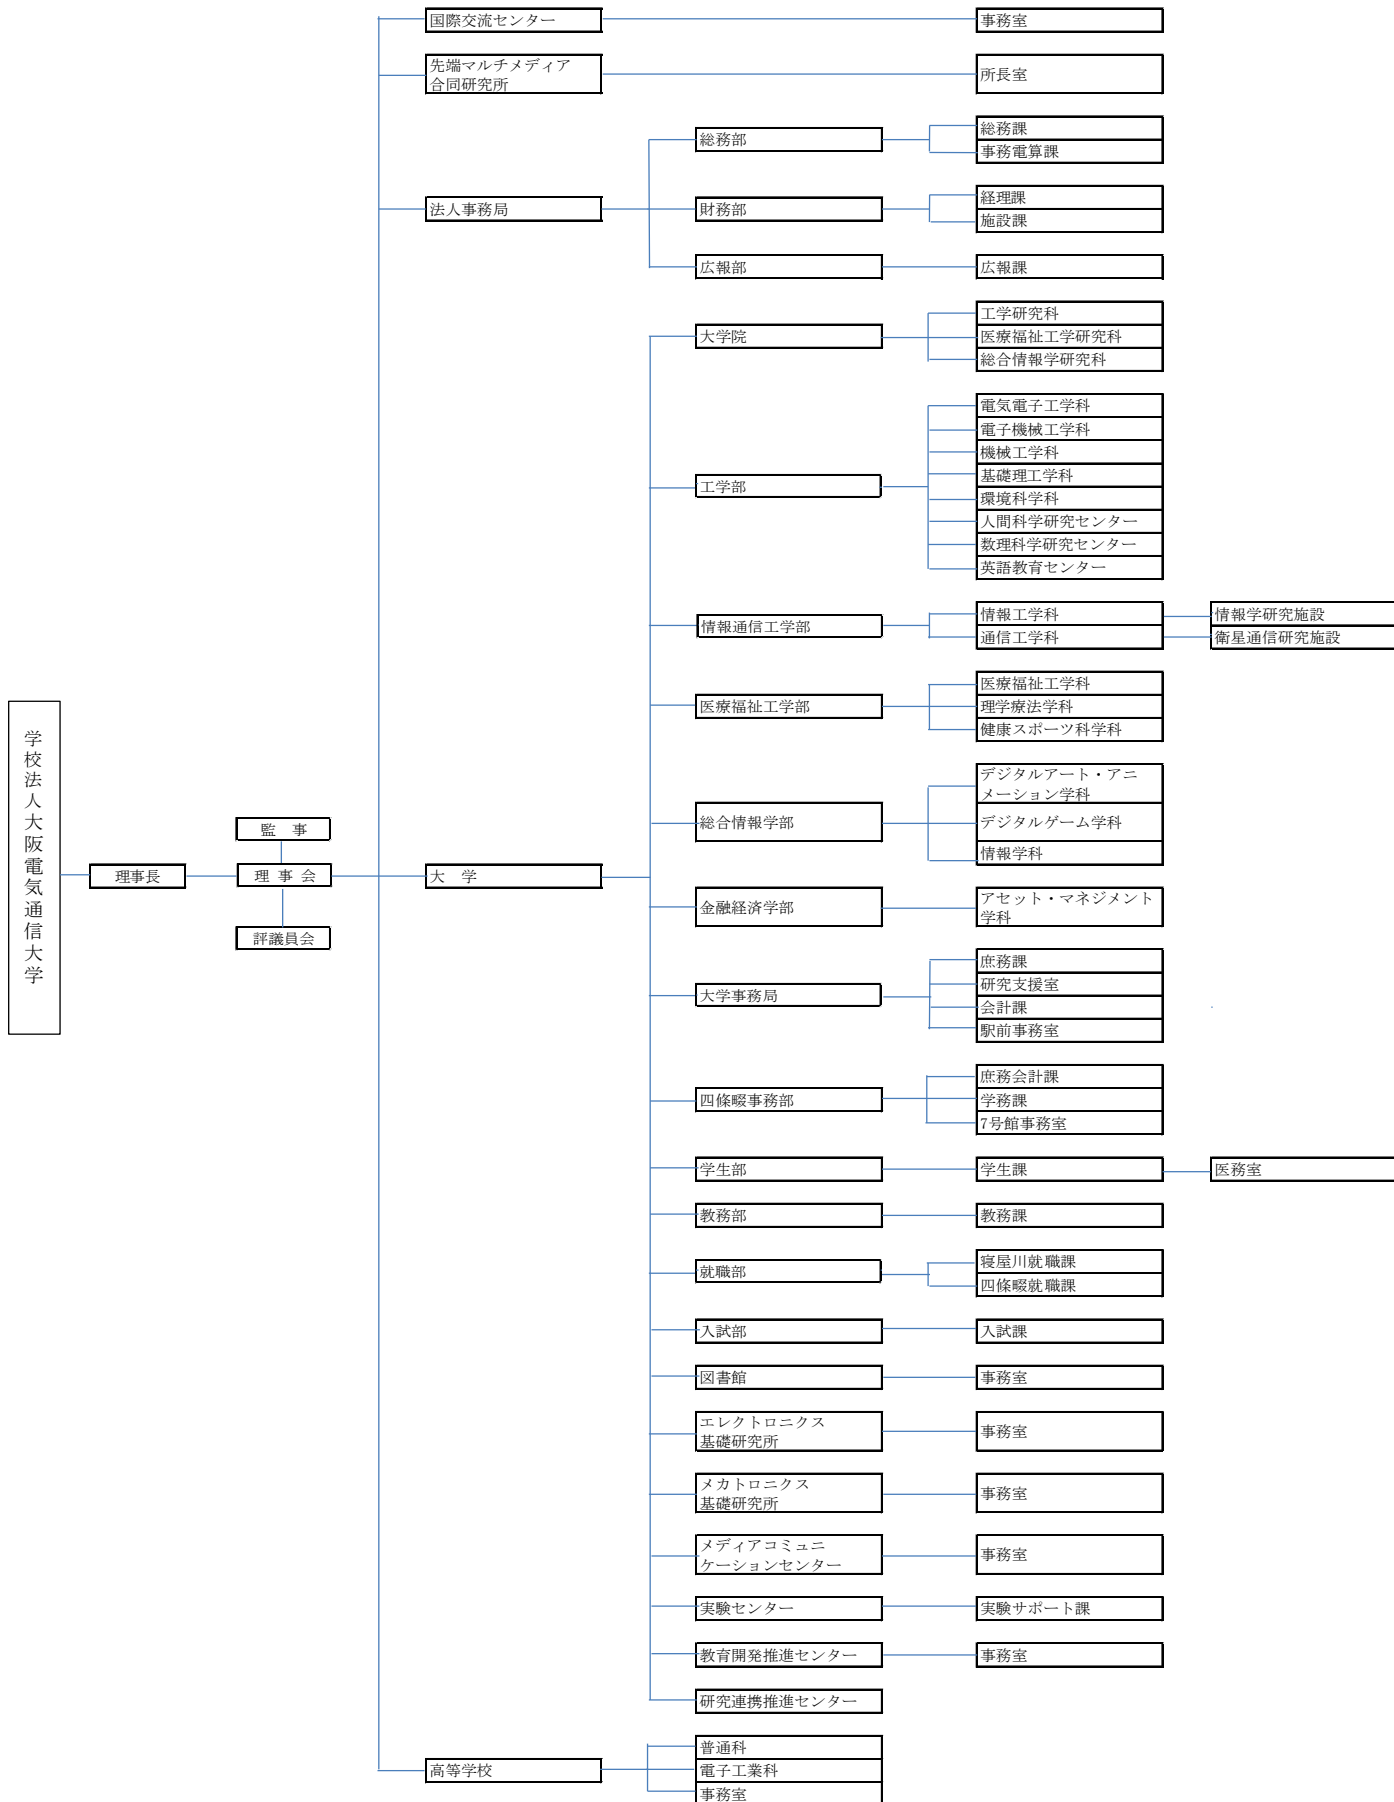 学校法人大阪電気通信大学
理事長
監　事
理 事 会
評議員会
国際交流センター
事務室
先端マルチメディア
合同研究所
所長室
法人事務局
総務部
総務課
事務電算課
財務部
経理課
施設課
広報部
広報課
大　学
大学院
工学研究科
医療福祉工学研究科
総合情報学研究科
工学部
電気電子工学科
電子機械工学科
機械工学科
基礎理工学科
環境科学科
人間科学研究センター
数理科学研究センター
英語教育センター
情報通信工学部
情報工学科
情報学研究施設
通信工学科
衛星通信研究施設
医療福祉工学部
医療福祉工学科
理学療法学科
健康スポーツ科学科
総合情報学部
デジタルアート・アニ
メーション学科
デジタルゲーム学科
情報学科
金融経済学部
アセット・マネジメント
学科
大学事務局
庶務課
研究支援室
会計課
駅前事務室
四條畷事務部
庶務会計課
学務課
7号館事務室
学生部
学生課
医務室
教務部
教務課
就職部
寝屋川就職課
四條畷就職課
入試部
入試課
図書館
事務室
エレクトロニクス
基礎研究所
事務室
メカトロニクス
基礎研究所
事務室
メディアコミュニ
ケーションセンター
事務室
実験センター
実験サポート課
教育開発推進センター
事務室
研究連携推進センター
高等学校
普通科
電子工業科
事務室